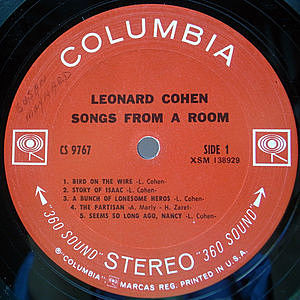 COLUMBIA
SUSAN
MAYNARD
LEONARD COHEN
SONGS FROM A ROOM
CS 9767
SIDE 1
XSM 138929
1. BIRD ON THE WIRE -L. Cohen-
2. STORY OF ISAAC -L. Cohen-
3. A BUNCH OF LONESOME HEROS -L. Cohen-
4. THE PARTISAN -A. Marly - H. Zaret-
5. SEEMS SO LONG AGO, NANCY -L. Cohen-
"360 SOUND" STEREO "360 SOUND"
® "COLUMBIA", MARCAS REG. PRINTED IN U.S.A.